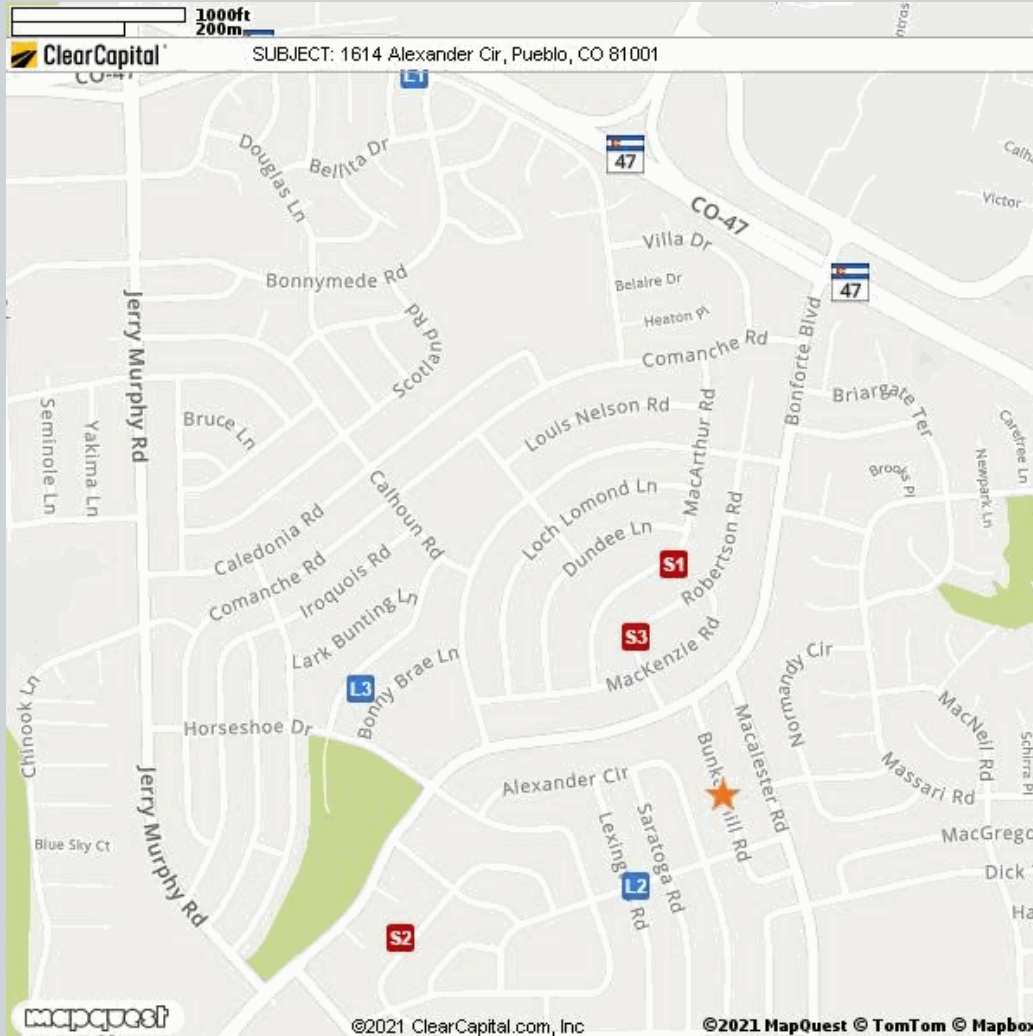 1000ft
200m
ClearCapital
SUBJECT: 1614 Alexander Cir, Pueblo, CO 81001
CO-47
L1
47
Douglas Ln
Bellita Dr
CO-47
Victor
Villa Dr
Bonnymede Rd
Belaire Dr
47
Heaton Pl
Jerry Murphy Rd
Scotland Rd
Comanche Rd
Bonforte Blvd
Briargate Ter
Seminole Ln
Yakima Ln
Bruce Ln
Louis Nelson Rd
MacArthur Rd
Carefree Ln
Brooks Pl
Newpark Ln
Calhoun Rd
Loch Lomond Ln
Caledonia Rd
Dundee Ln
Robertson Rd
S1
Comanche Rd
Iroquois Rd
Lark Bunting Ln
S3
MacKenzie Rd
Normandy Cir
L3
Bonny Brae Ln
Chinook Ln
Horseshoe Dr
MacNeil Rd
Macalester Rd
Schirra Pl
Alexander Cir
Massari Rd
Jerry Murphy Rd
Saratoga Rd
Blue Sky Ct
Dick
L2
S2
mapquest
©2021 ClearCapital.com, Inc
©2021 MapQuest © TomTom © Mapbox